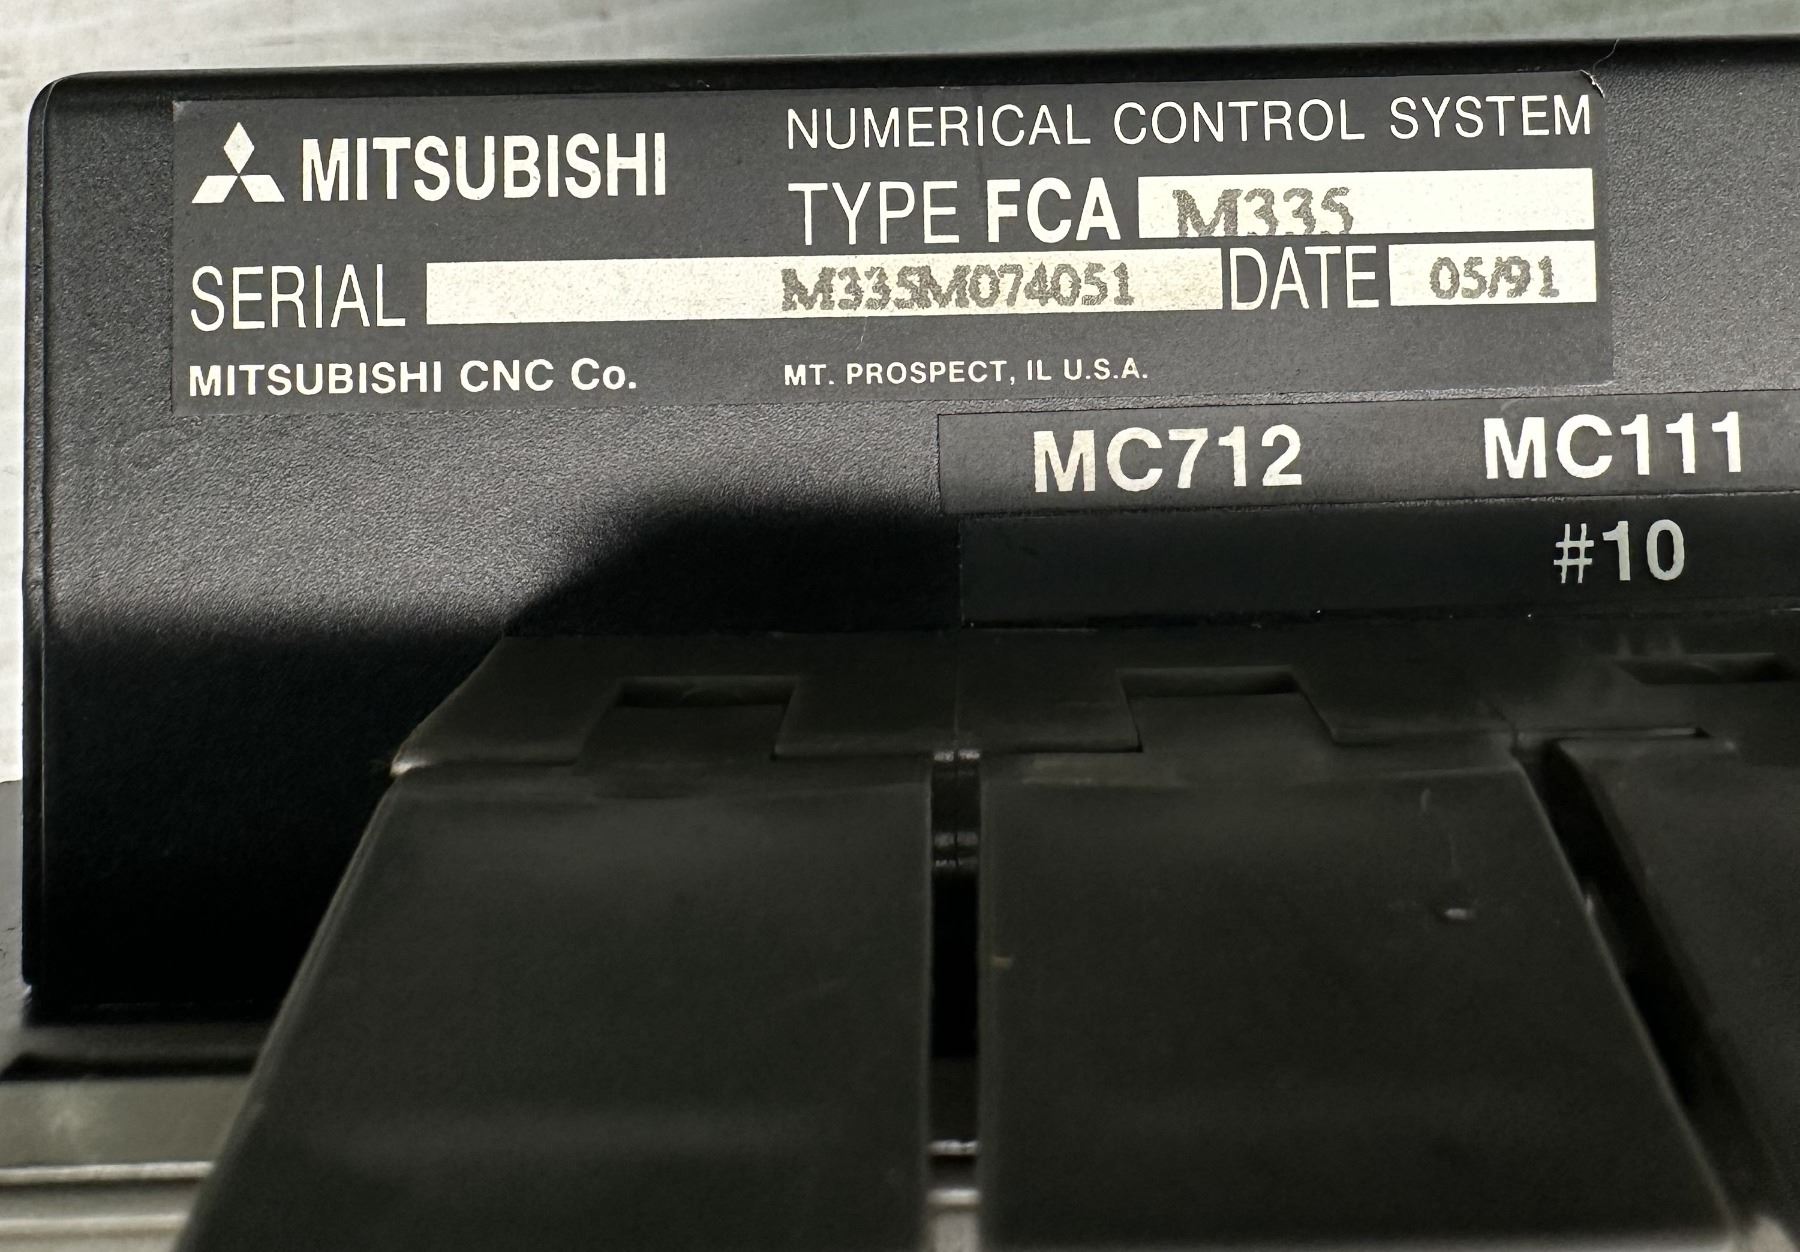 MITSUBISHI
NUMERICAL CONTROL SYSTEM
TYPE FCA M335
SERIAL M335M074051 DATE 05/91
MITSUBISHI CNC Co. MT. PROSPECT, IL U.S.A.
MC712 MC111
#10